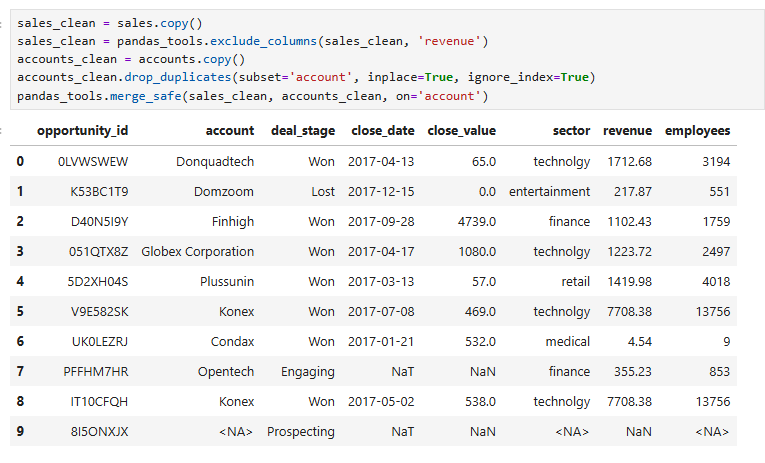 sales_clean = sales.copy()
sales_clean = pandas_tools.exclude_columns(sales_clean, 'revenue')
accounts_clean = accounts.copy()
accounts_clean.drop_duplicates(subset='account', inplace=True, ignore_index=True)
pandas_tools.merge_safe(sales_clean, accounts_clean, on='account')
opportunity_id account deal_stage close_date close_value sector revenue employees
0 0LVWSWEW Donquadtech Won 2017-04-13 65.0 technolgy 1712.68 3194
1 K53BC1T9 Domzoom Lost 2017-12-15 0.0 entertainment 217.87 551
2 D40N5I9Y Finhigh Won 2017-09-28 4739.0 finance 1102.43 1759
3 051QTX8Z Globex Corporation Won 2017-04-17 1080.0 technolgy 1223.72 2497
4 5D2XH04S Plussunin Won 2017-03-13 57.0 retail 1419.98 4018
5 V9E582SK Konex Won 2017-07-08 469.0 technolgy 7708.38 13756
6 UK0LEZRJ Condax Won 2017-01-21 532.0 medical 4.54 9
7 PFFHM7HR Opentech Engaging NaT NaN finance 355.23 853
8 IT10CFQH Konex Won 2017-05-02 538.0 technolgy 7708.38 13756
9 8I5ONXJX <NA> Prospecting NaT NaN <NA> NaN <NA>